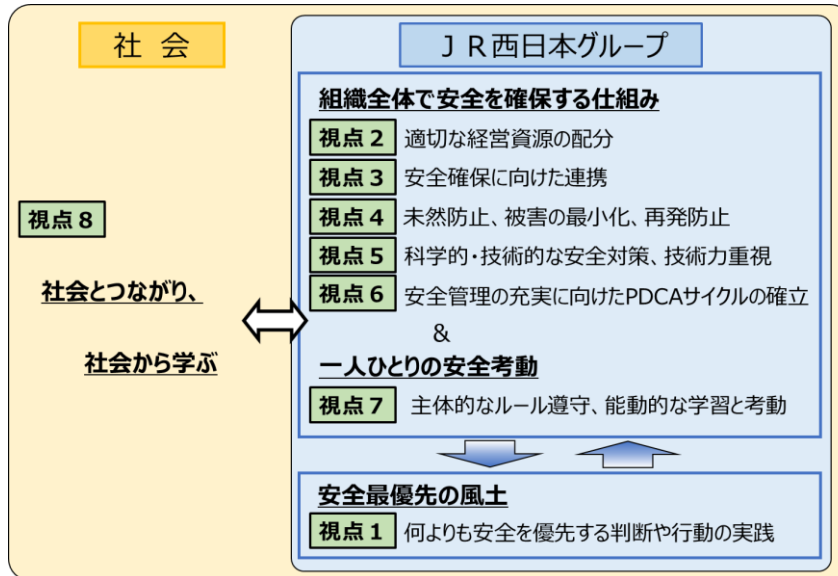 社 会
視点８
社会とつながり、
社会から学ぶ
ＪＲ西日本グループ
組織全体で安全を確保する仕組み
視点２ 適切な経営資源の配分
視点３ 安全確保に向けた連携
視点４ 未然防止、被害の最小化、再発防止
視点５ 科学的・技術的な安全対策、技術力重視
視点６ 安全管理の充実に向けたPDCAサイクルの確立
＆
一人ひとりの安全考動
視点７ 主体的なルール遵守、能動的な学習と考動
安全最優先の風土
視点１ 何よりも安全を優先する判断や行動の実践